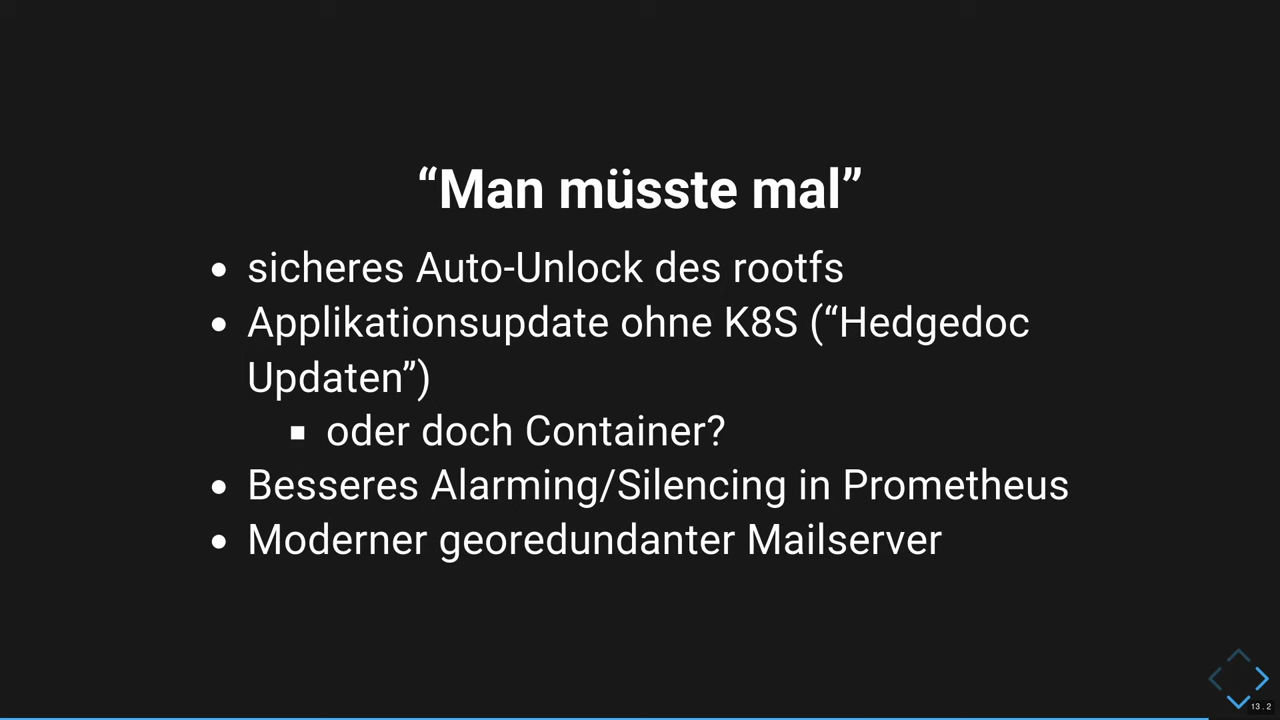 “Man müsste mal”
sicheres Auto-Unlock des rootfs
Applikationsupdate ohne K8S (“Hedgedoc
Updaten”)
oder doch Container?
Besseres Alarming/Silencing in Prometheus
Moderner georedundanter Mailserver
13.2